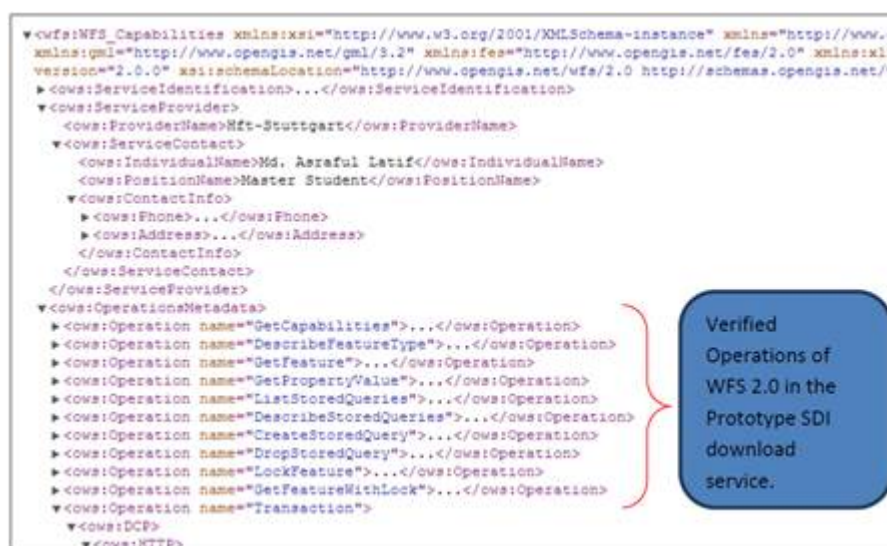 ▼<wfs:WFS_Capabilities xmlns:xsi="http://www.w3.org/2001/XMLSchema-instance" xmlns="http://www.
xmlns:gml="http://www.opengis.net/gml/3.2" xmlns:fes="http://www.opengis.net/fes/2.0" xmlns:xl
version="2.0.0" xsi:schemaLocation="http://www.opengis.net/wfs/2.0 http://schemas.opengis.net/
▶<ows:ServiceIdentification>...</ows:ServiceIdentification>
▼<ows:ServiceProvider>
<ows:ProviderName>Hft-Stuttgart</ows:ProviderName>
▼<ows:ServiceContact>
<ows:IndividualName>Md. Asraful Latif</ows:IndividualName>
<ows:PositionName>Master Student</ows:PositionName>
▼<ows:ContactInfo>
▶<ows:Phone>...</ows:Phone>
▶<ows:Address>...</ows:Address>
</ows:ContactInfo>
</ows:ServiceContact>
</ows:ServiceProvider>
▼<ows:OperationsMetadata>
▶<ows:Operation name="GetCapabilities">...</ows:Operation>
▶<ows:Operation name="DescribeFeatureType">...</ows:Operation>
▶<ows:Operation name="GetFeature">...</ows:Operation>
▶<ows:Operation name="GetPropertyValue">...</ows:Operation>
▶<ows:Operation name="ListStoredQueries">...</ows:Operation>
▶<ows:Operation name="DescribeStoredQueries">...</ows:Operation>
▶<ows:Operation name="CreateStoredQuery">...</ows:Operation>
▶<ows:Operation name="DropStoredQuery">...</ows:Operation>
▶<ows:Operation name="LockFeature">...</ows:Operation>
▶<ows:Operation name="GetFeatureWithLock">...</ows:Operation>
▼<ows:Operation name="Transaction">
▼<ows:DCP>
▼<ows:HTTP>
Verified
Operations of
WFS 2.0 in the
Prototype SDI
download
service.